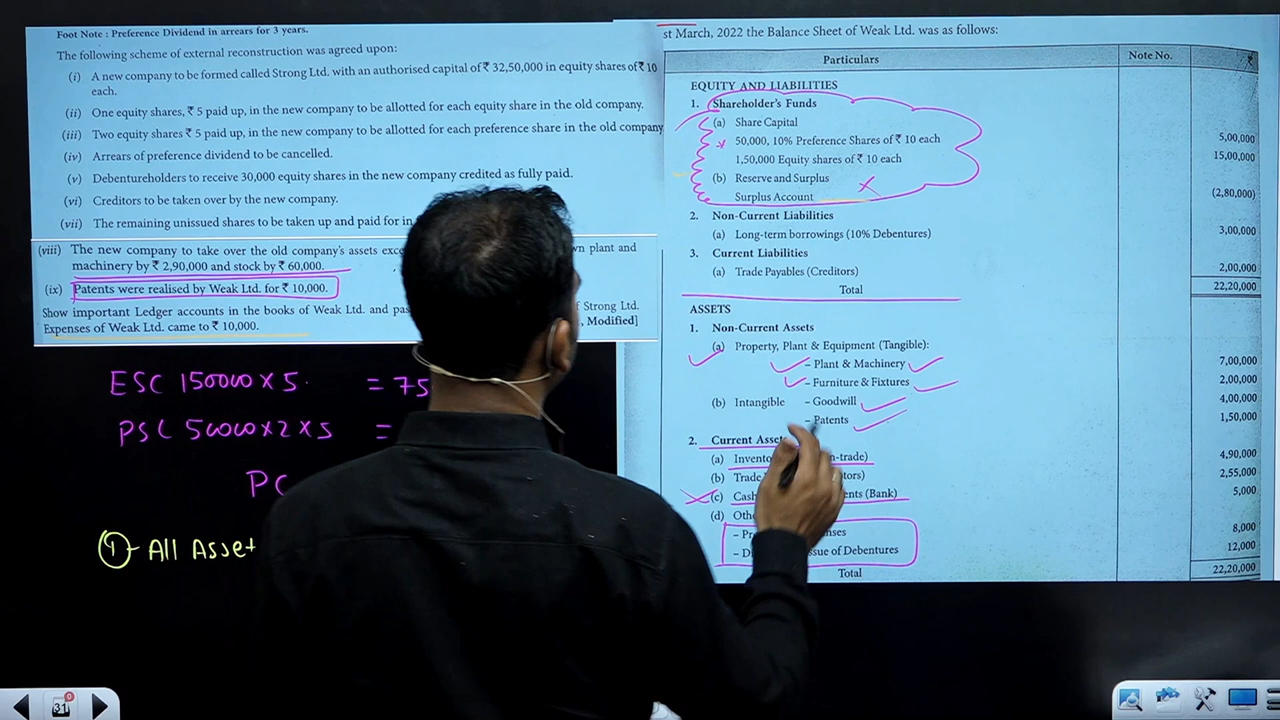 Foot Note : Preference Dividend in arrears for 3 years.
The following scheme of external reconstruction was agreed upon:
(i) A new company to be formed called Strong Ltd. with an authorised capital of ₹ 32,50,000 in equity shares of ₹ 10
each.
(ii) One equity shares, ₹ 5 paid up, in the new company to be allotted for each equity share in the old company.
(iii) Two equity shares ₹ 5 paid up, in the new company to be allotted for each preference share in the old company
(iv) Arrears of preference dividend to be cancelled.
(v) Debentureholders to receive 30,000 equity shares in the new company credited as fully paid.
(vi) Creditors to be taken over by the new company.
(vii) The remaining unissued shares to be taken up and paid for in
(viii) The new company to take over the old company's assets plant and
machinery by ₹ 2,90,000 and stock by ₹ 60,000.
(ix) Patents were realised by Weak Ltd. for ₹ 10,000.
Show important Ledger accounts in the books of Weak Ltd. and Strong Ltd.
Expenses of Weak Ltd. came to ₹ 10,000. , Modified]
ESC 150000 × 5 = 75
PSC 50000 × 2 × 5 =
PC
① - All Asset
st March, 2022 the Balance Sheet of Weak Ltd. was as follows:
Particulars Note No. ₹
EQUITY AND LIABILITIES
1. Shareholder's Funds
(a) Share Capital
50,000, 10% Preference Shares of ₹ 10 each 5,00,000
1,50,000 Equity shares of ₹ 10 each 15,00,000
(b) Reserve and Surplus
Surplus Account (2,80,000)
2. Non-Current Liabilities
(a) Long-term borrowings (10% Debentures) 3,00,000
3. Current Liabilities
(a) Trade Payables (Creditors) 2,00,000
Total 22,20,000
ASSETS
1. Non-Current Assets
(a) Property, Plant & Equipment (Tangible):
– Plant & Machinery 7,00,000
– Furniture & Fixtures 2,00,000
(b) Intangible – Goodwill 4,00,000
– Patents 1,50,000
2. Current
(a) -trade) 4,90,000
(b) Trade 2,55,000
(c) Cash (Bank) 5,000
(d)
– 8,000
– of Debentures 12,000
Total 22,20,000
31